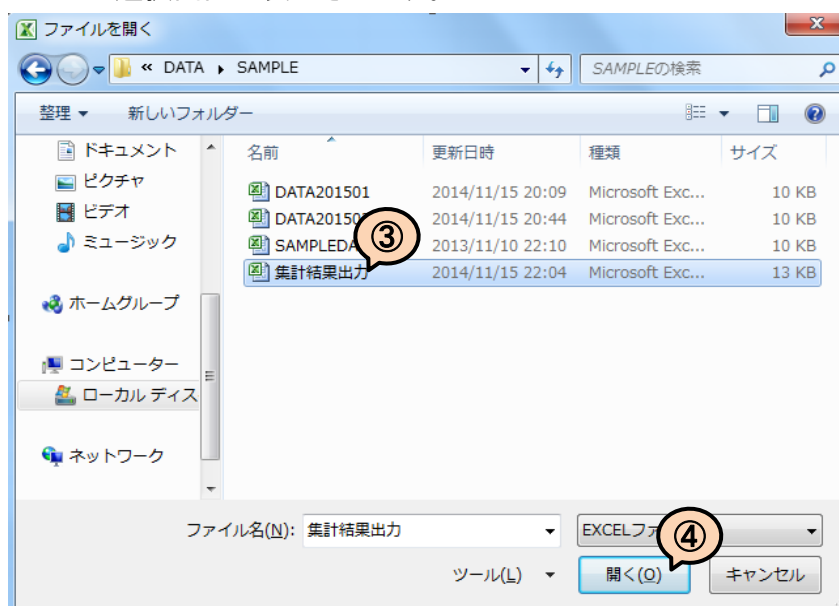 ファイルを開く
« DATA ▸ SAMPLE
SAMPLEの検索
整理 新しいフォルダー
名前 更新日時 種類 サイズ
ドキュメント
ピクチャ
ビデオ
ミュージック
ホームグループ
コンピューター
ローカル ディス
ネットワーク
DATA201501 2014/11/15 20:09 Microsoft Exc... 10 KB
DATA20150 2014/11/15 20:44 Microsoft Exc... 10 KB
SAMPLEDA 2013/11/10 22:10 Microsoft Exc... 10 KB
集計結果出力 2014/11/15 22:04 Microsoft Exc... 13 KB
③
ファイル名(N): 集計結果出力 EXCELファ
④
ツール(L) 開く(O) キャンセル